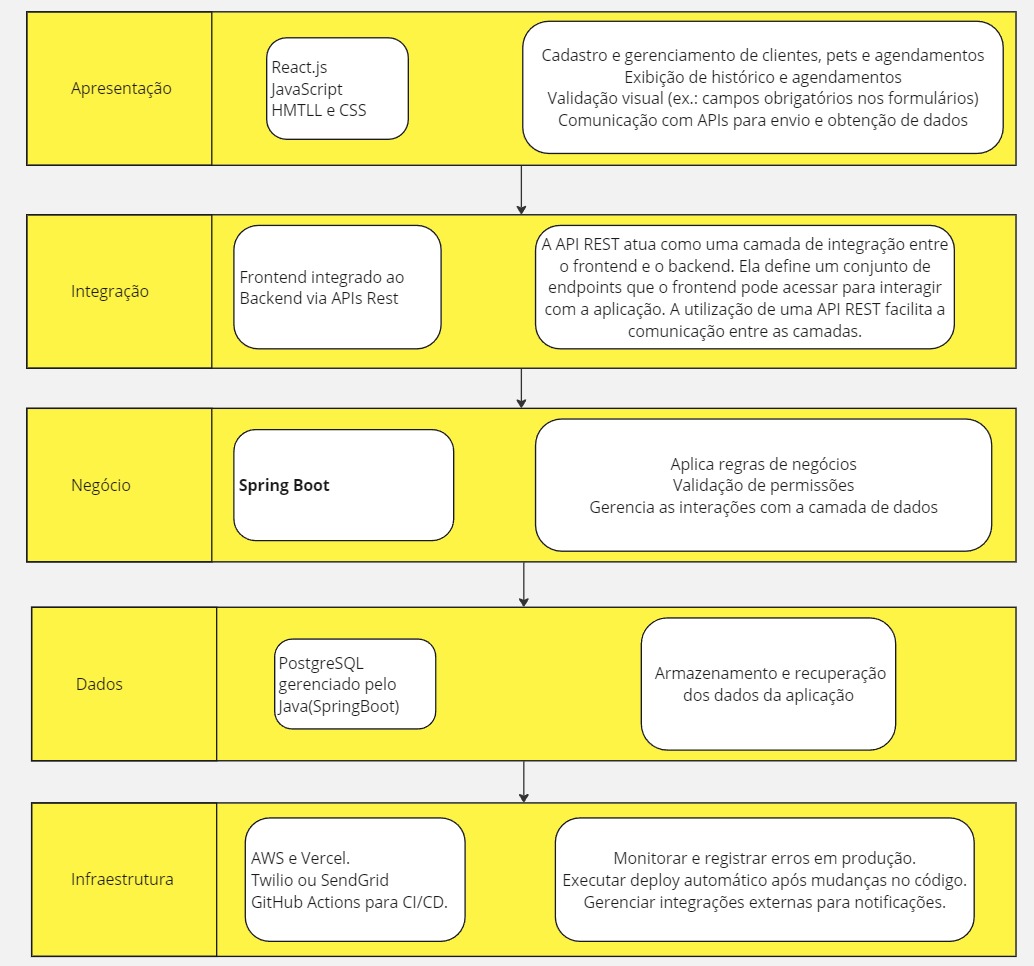 Apresentação
React.js
JavaScript
HMTLL e CSS
Cadastro e gerenciamento de clientes, pets e agendamentos
Exibição de histórico e agendamentos
Validação visual (ex.: campos obrigatórios nos formulários)
Comunicação com APIs para envio e obtenção de dados
Integração
Frontend integrado ao
Backend via APIs Rest
A API REST atua como uma camada de integração entre
o frontend e o backend. Ela define um conjunto de
endpoints que o frontend pode acessar para interagir
com a aplicação. A utilização de uma API REST facilita a
comunicação entre as camadas.
Negócio
Spring Boot
Aplica regras de negócios
Validação de permissões
Gerencia as interações com a camada de dados
Dados
PostgreSQL
gerenciado pelo
Java(SpringBoot)
Armazenamento e recuperação
dos dados da aplicação
Infraestrutura
AWS e Vercel.
Twilio ou SendGrid
GitHub Actions para CI/CD.
Monitorar e registrar erros em produção.
Executar deploy automático após mudanças no código.
Gerenciar integrações externas para notificações.